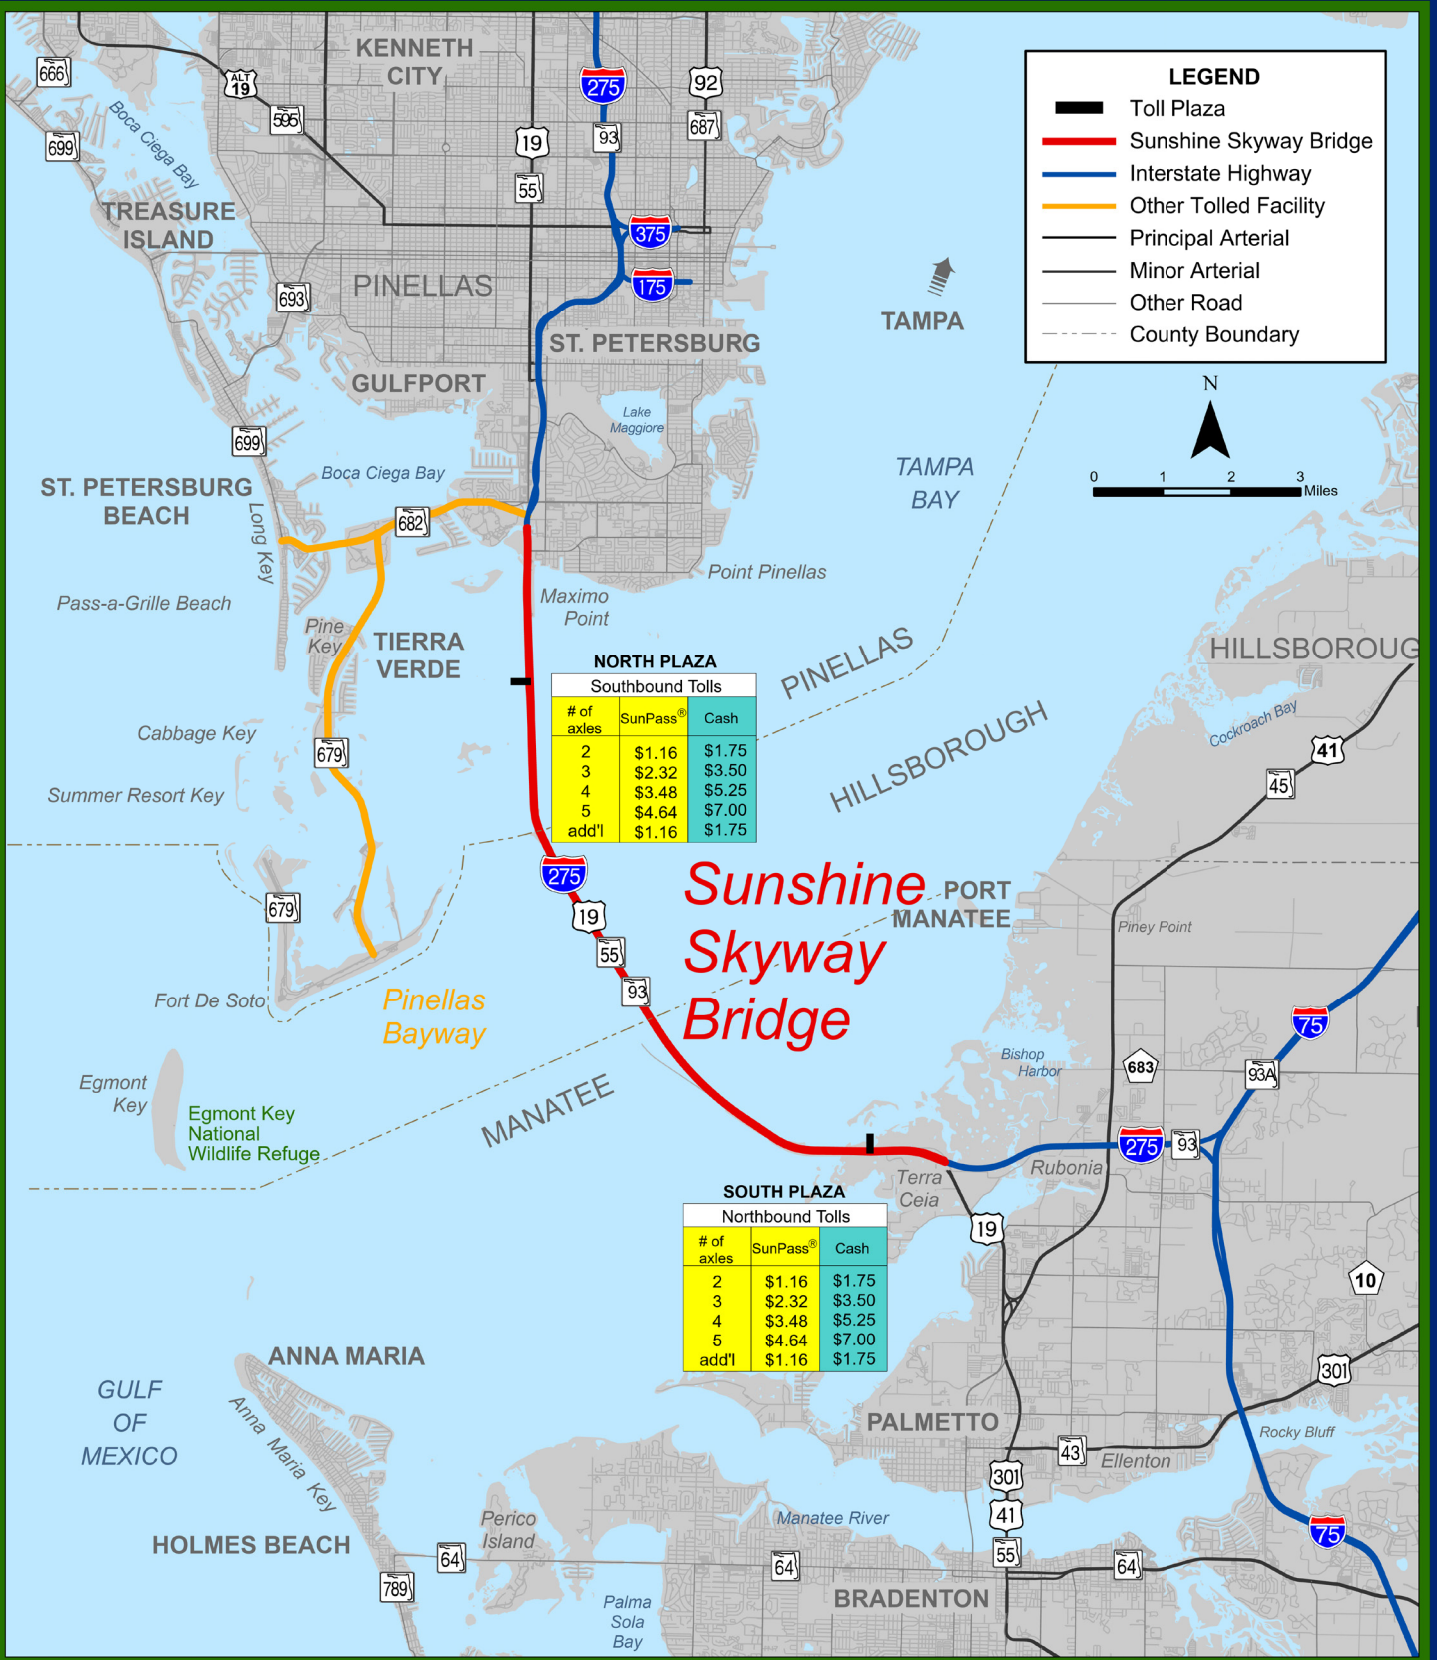 KENNETH
CITY
275
92
666
ALT
19
595
19
93
687
699
Boca Ciega Bay
55
TREASURE
ISLAND
375
PINELLAS
175
693
ST. PETERSBURG
GULFPORT
TAMPA
Lake
Maggiore
699
Boca Ciega Bay
ST. PETERSBURG
BEACH
Long Key
682
TAMPA
BAY
LEGEND
Toll Plaza
Sunshine Skyway Bridge
Interstate Highway
Other Tolled Facility
Principal Arterial
Minor Arterial
Other Road
County Boundary
N
0 1 2 3
Miles
Point Pinellas
Maximo
Point
Pass-a-Grille Beach
Pine
Key
TIERRA
VERDE
PINELLAS
HILLSBOROUGH
HILLSBOROUG
NORTH PLAZA
Southbound Tolls
# of
axles SunPass® Cash
2 $1.16 $1.75
3 $2.32 $3.50
4 $3.48 $5.25
5 $4.64 $7.00
add'l $1.16 $1.75
Cabbage Key
679
Summer Resort Key
Cockroach Bay
41
45
275
19
55
93
Sunshine
Skyway
Bridge
PORT
MANATEE
Piney Point
679
Fort De Soto
Pinellas
Bayway
75
Bishop
Harbor
683
93A
Egmont
Key
Egmont Key
National
Wildlife Refuge
MANATEE
275
93
Rubonia
Terra
Ceia
19
SOUTH PLAZA
Northbound Tolls
# of
axles SunPass® Cash
2 $1.16 $1.75
3 $2.32 $3.50
4 $3.48 $5.25
5 $4.64 $7.00
add'l $1.16 $1.75
10
301
ANNA MARIA
GULF
OF
MEXICO
Anna Maria Key
PALMETTO
43
Ellenton
Rocky Bluff
301
41
55
75
Perico
Island
Manatee River
HOLMES BEACH
64
64
64
789
BRADENTON
Palma
Sola
Bay